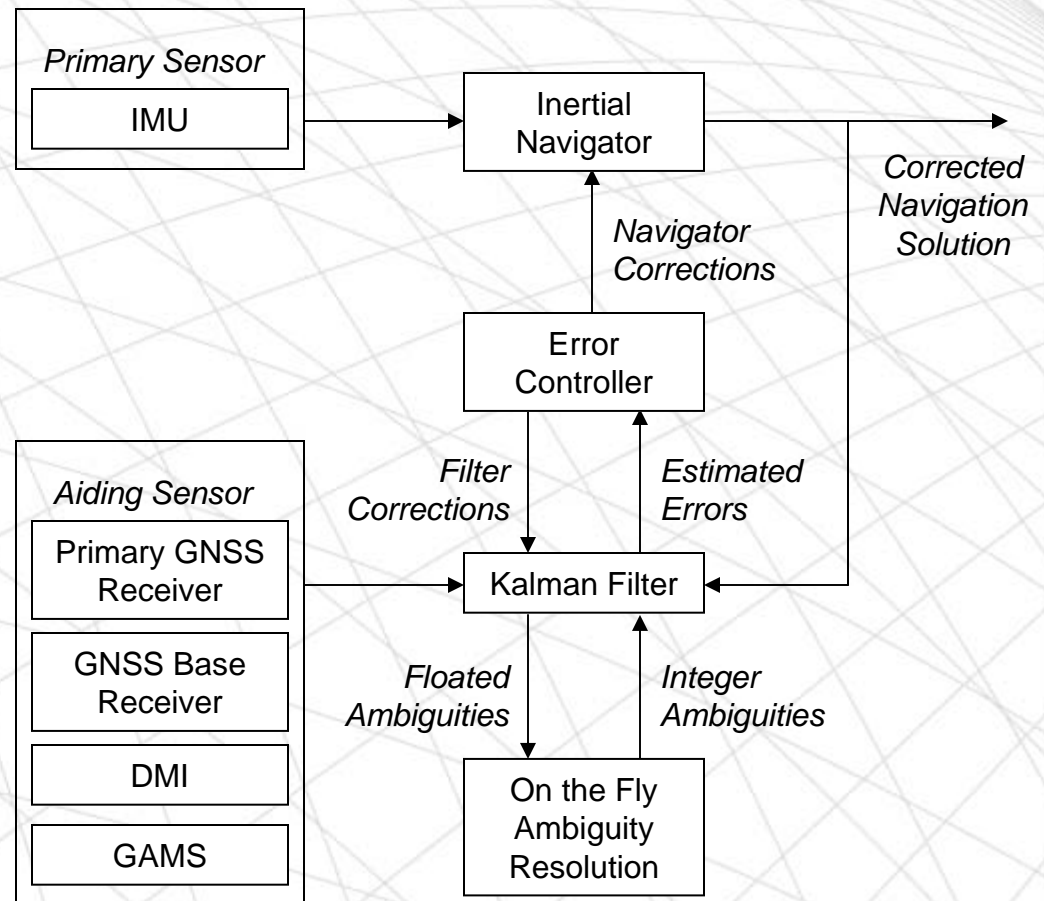 Primary Sensor
IMU
Inertial
Navigator
Corrected
Navigation
Solution
Navigator
Corrections
Error
Controller
Filter
Corrections
Estimated
Errors
Aiding Sensor
Primary GNSS
Receiver
GNSS Base
Receiver
DMI
GAMS
Kalman Filter
Floated
Ambiguities
Integer
Ambiguities
On the Fly
Ambiguity
Resolution